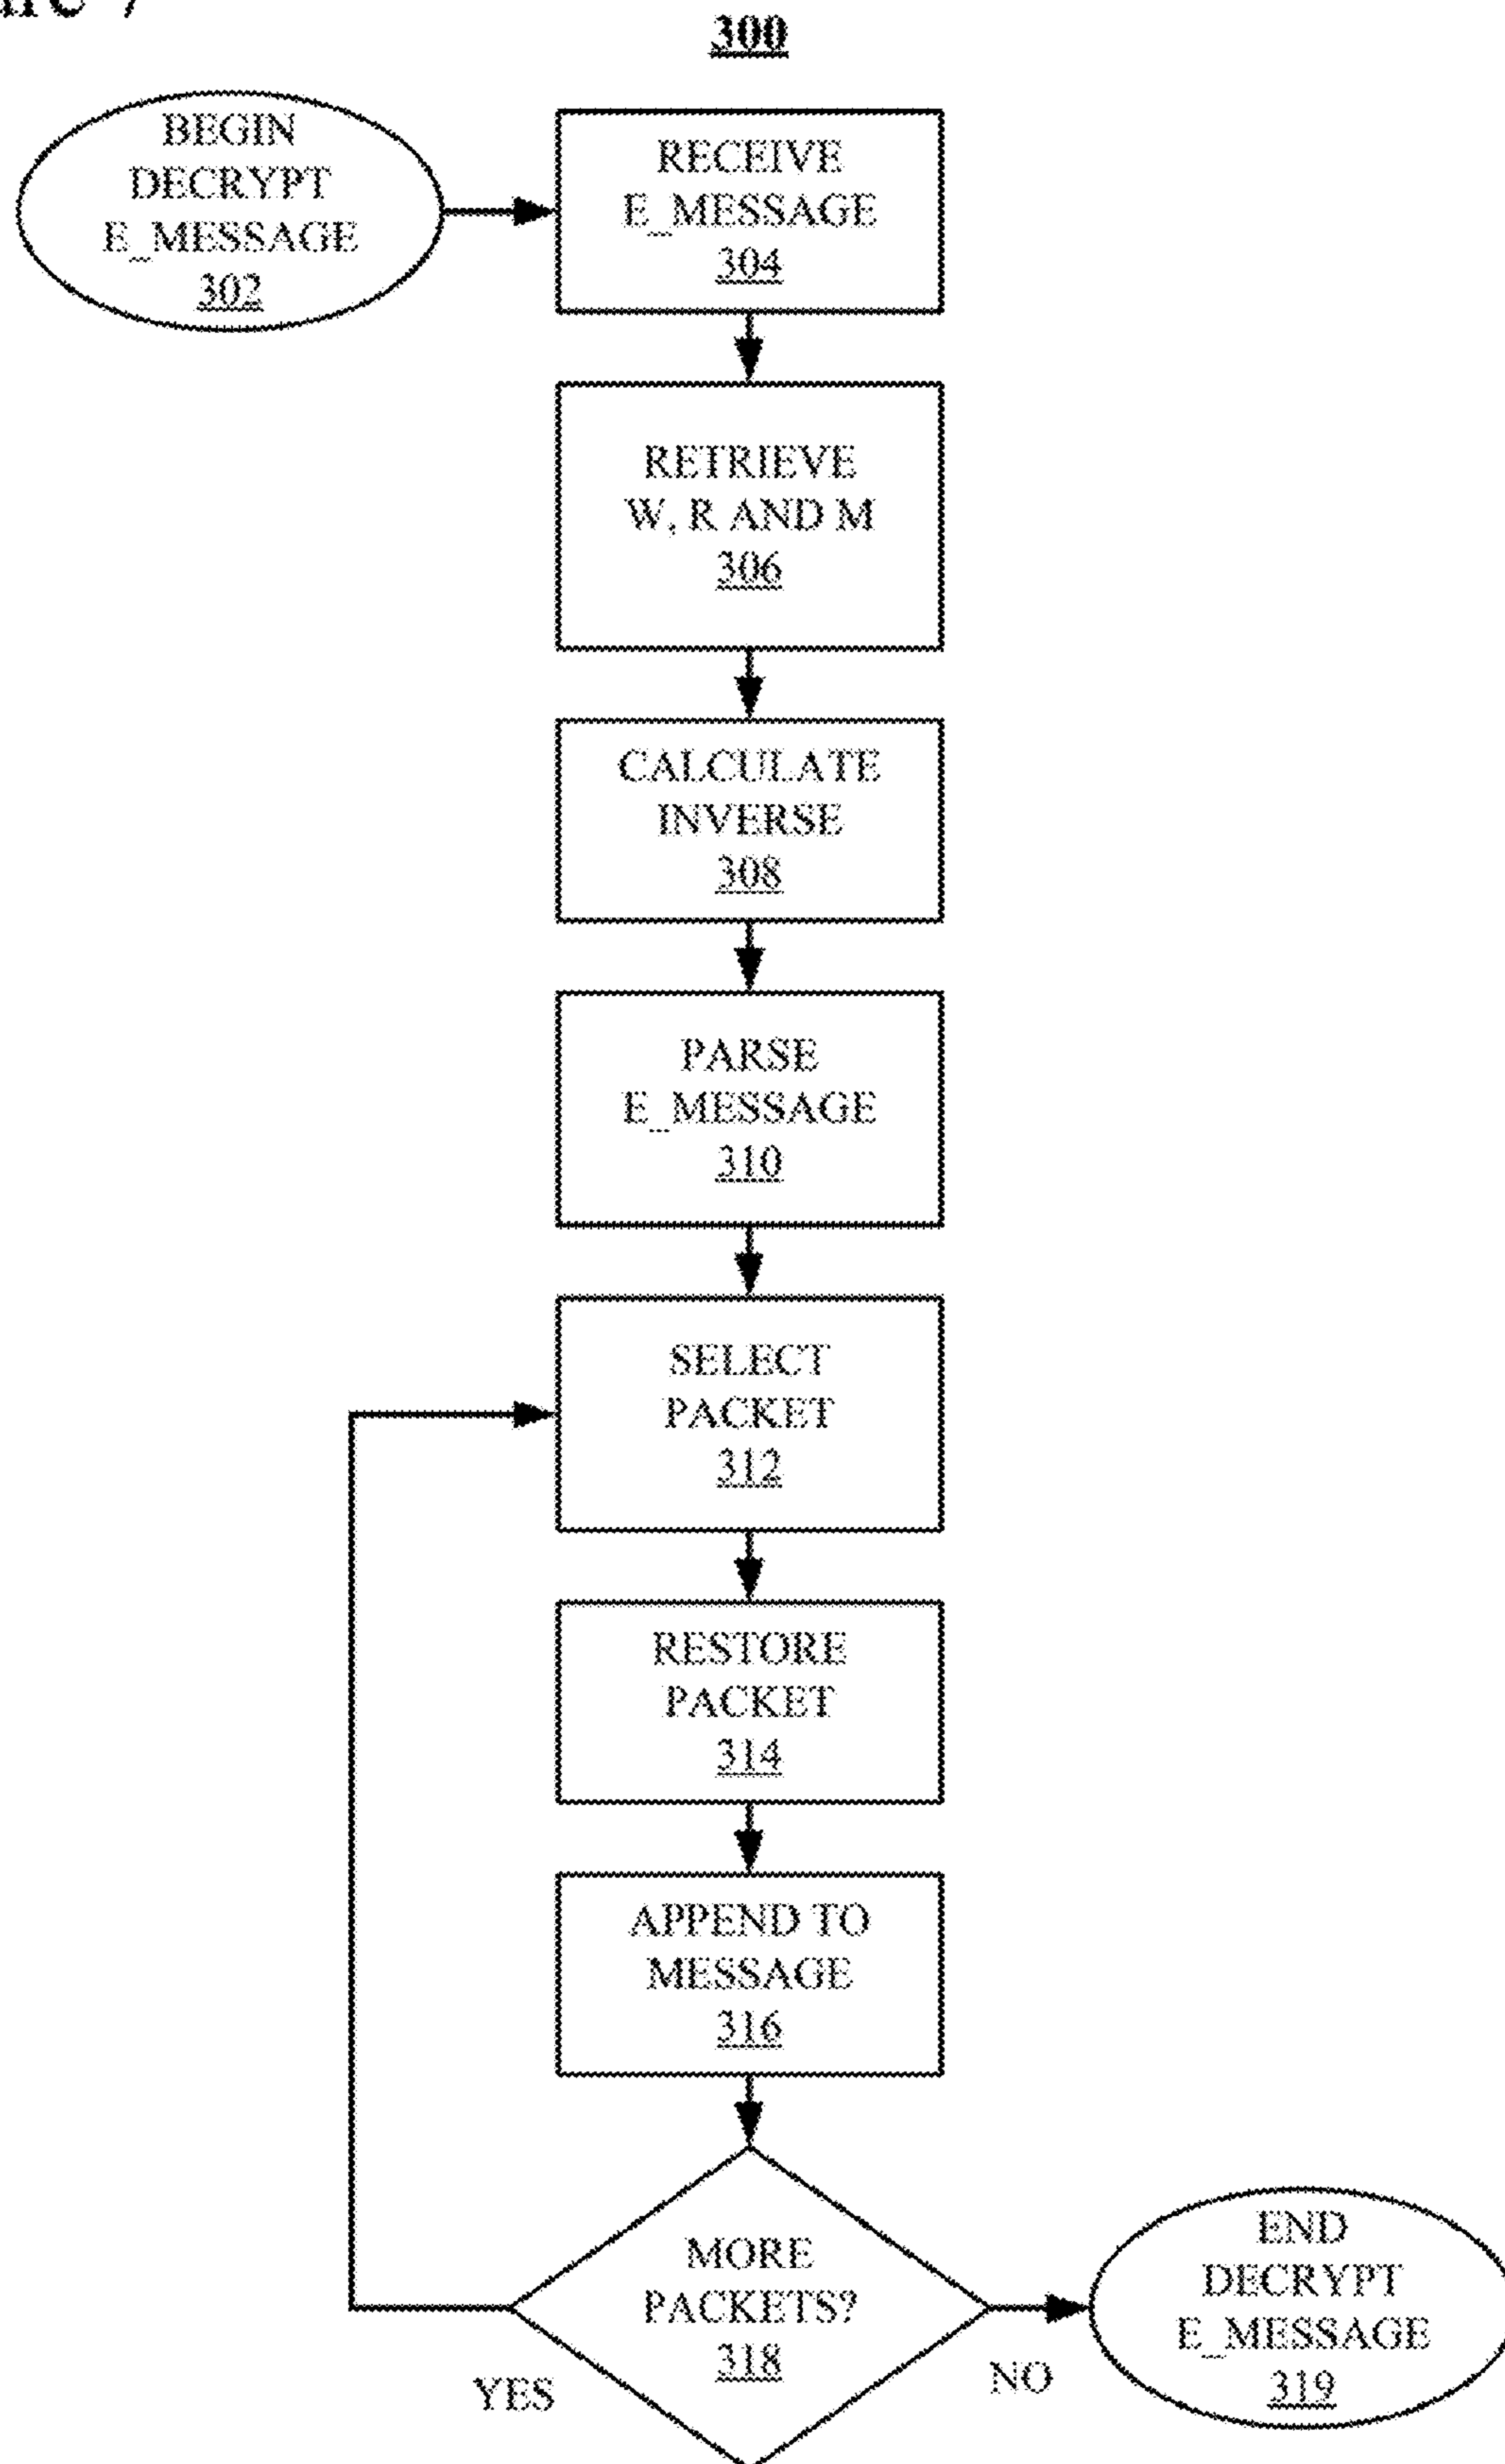 300
BEGIN
DECRYPT
E_MESSAGE
302
RECEIVE
E_MESSAGE
304
RETRIEVE
W, R AND M
306
CALCULATE
INVERSE
308
PARSE
E_MESSAGE
310
SELECT
PACKET
312
RESTORE
PACKET
314
APPEND TO
MESSAGE
316
MORE
PACKETS?
318
YES
NO
END
DECRYPT
E_MESSAGE
319